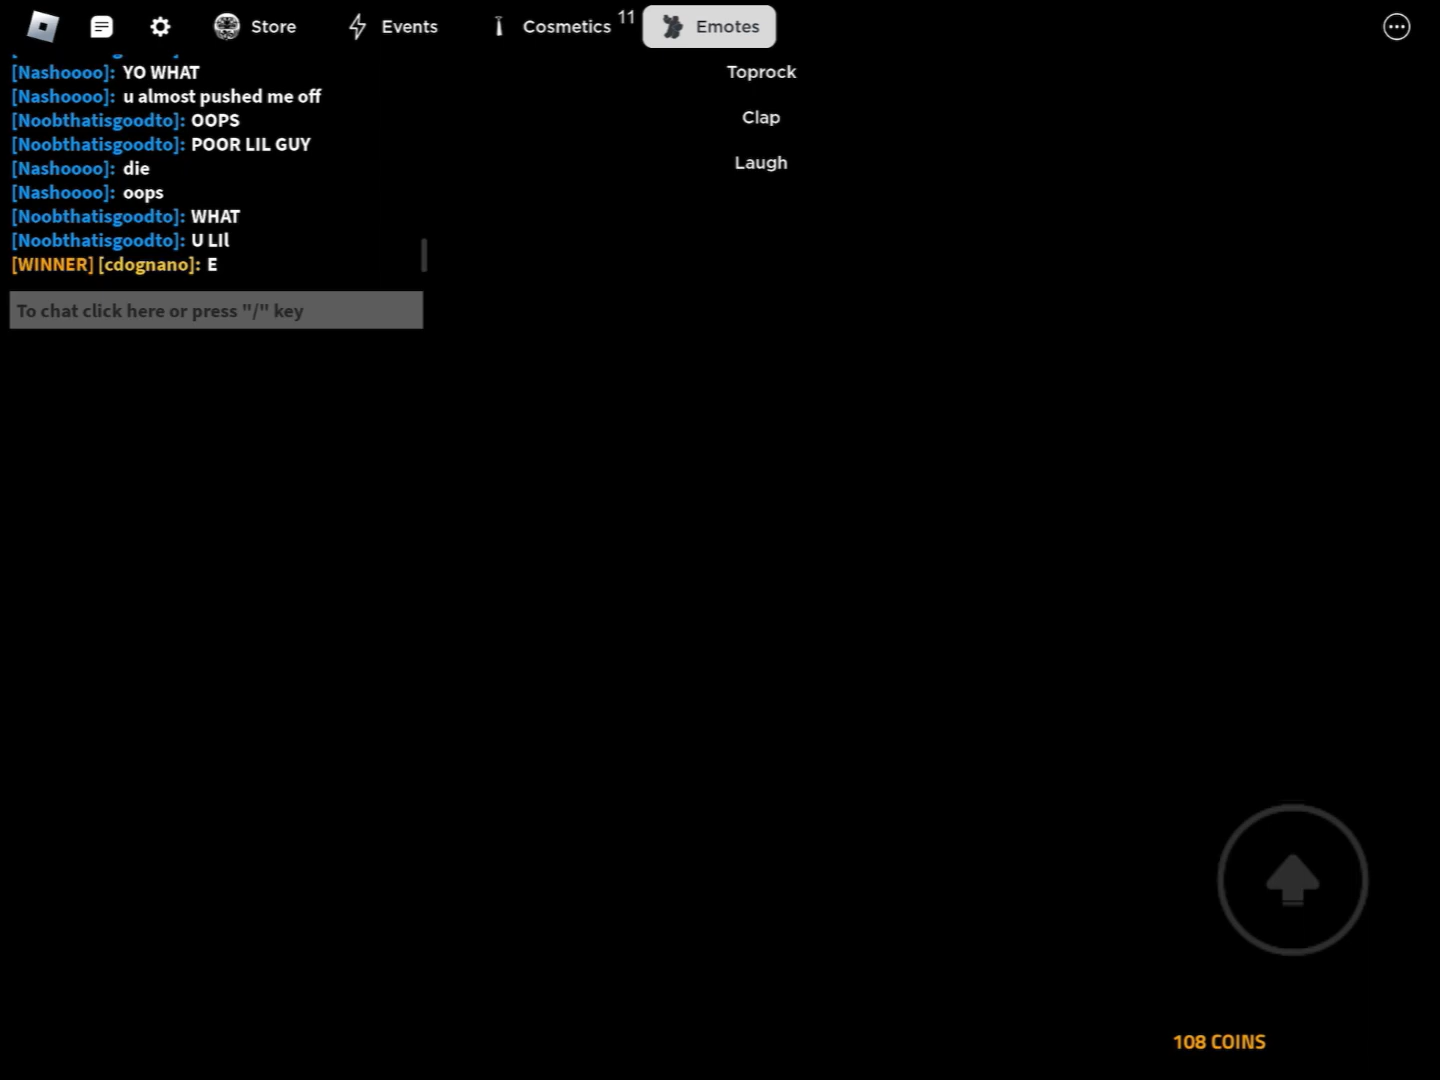 Store
Events
Cosmetics 11
Emotes
Toprock
Clap
Laugh
[Nashoooo]: YO WHAT
[Nashoooo]: u almost pushed me off
[Noobthatisgoodto]: OOPS
[Noobthatisgoodto]: POOR LIL GUY
[Nashoooo]: die
[Nashoooo]: oops
[Noobthatisgoodto]: WHAT
[Noobthatisgoodto]: U LIl
[WINNER] [cdognano]: E
To chat click here or press "/" key
108 COINS